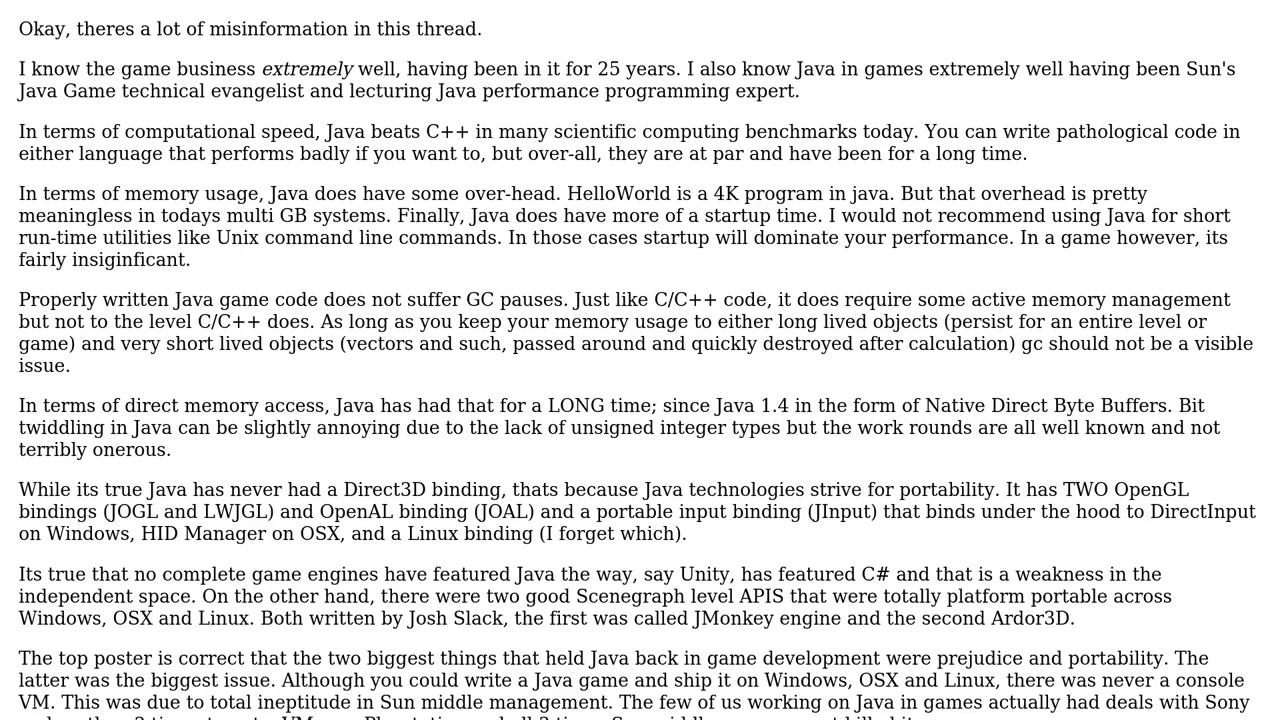 Okay, theres a lot of misinformation in this thread.
I know the game business extremely well, having been in it for 25 years. I also know Java in games extremely well having been Sun's
Java Game technical evangelist and lecturing Java performance programming expert.
In terms of computational speed, Java beats C++ in many scientific computing benchmarks today. You can write pathological code in
either language that performs badly if you want to, but over-all, they are at par and have been for a long time.
In terms of memory usage, Java does have some over-head. HelloWorld is a 4K program in java. But that overhead is pretty
meaningless in todays multi GB systems. Finally, Java does have more of a startup time. I would not recommend using Java for short
run-time utilities like Unix command line commands. In those cases startup will dominate your performance. In a game however, its
fairly insiginficant.
Properly written Java game code does not suffer GC pauses. Just like C/C++ code, it does require some active memory management
but not to the level C/C++ does. As long as you keep your memory usage to either long lived objects (persist for an entire level or
game) and very short lived objects (vectors and such, passed around and quickly destroyed after calculation) gc should not be a visible
issue.
In terms of direct memory access, Java has had that for a LONG time; since Java 1.4 in the form of Native Direct Byte Buffers. Bit
twiddling in Java can be slightly annoying due to the lack of unsigned integer types but the work rounds are all well known and not
terribly onerous.
While its true Java has never had a Direct3D binding, thats because Java technologies strive for portability. It has TWO OpenGL
bindings (JOGL and LWJGL) and OpenAL binding (JOAL) and a portable input binding (JInput) that binds under the hood to DirectInput
on Windows, HID Manager on OSX, and a Linux binding (I forget which).
Its true that no complete game engines have featured Java the way, say Unity, has featured C# and that is a weakness in the
independent space. On the other hand, there were two good Scenegraph level APIS that were totally platform portable across
Windows, OSX and Linux. Both written by Josh Slack, the first was called JMonkey engine and the second Ardor3D.
The top poster is correct that the two biggest things that held Java back in game development were prejudice and portability. The
latter was the biggest issue. Although you could write a Java game and ship it on Windows, OSX and Linux, there was never a console
VM. This was due to total ineptitude in Sun middle management. The few of us working on Java in games actually had deals with Sony